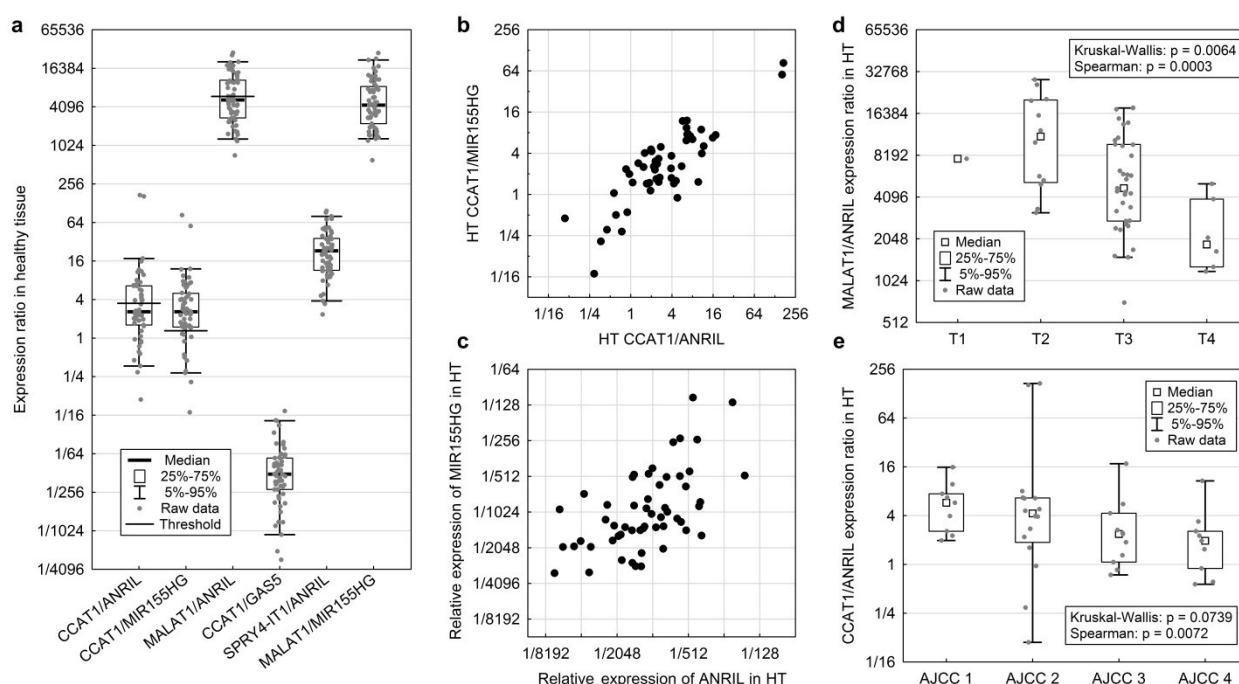 a
Expression ratio in healthy tissue
65536
16384
4096
1024
256
64
16
4
1
1/4
1/16
1/64
1/256
1/1024
1/4096
Median
25%-75%
5%-95%
Raw data
Threshold
CCAT1/ANRIL
CCAT1/MIR155HG
MALAT1/ANRIL
CCAT1/GAS5
SPRY4-IT1/ANRIL
MALAT1/MIR155HG
b
HT CCAT1/MIR155HG
256
64
16
4
1
1/4
1/16
1/16 1/4 1 4 16 64 256
HT CCAT1/ANRIL
c
Relative expression of MIR155HG in HT
1/64
1/128
1/256
1/512
1/1024
1/2048
1/4096
1/8192
1/8192 1/2048 1/512 1/128
Relative expression of ANRIL in HT
d
MALAT1/ANRIL expression ratio in HT
65536
32768
16384
8192
4096
2048
1024
512
Kruskal-Wallis: p = 0.0064
Spearman: p = 0.0003
Median
25%-75%
5%-95%
Raw data
T1 T2 T3 T4
e
CCAT1/ANRIL expression ratio in HT
256
64
16
4
1
1/4
1/16
Median
25%-75%
5%-95%
Raw data
Kruskal-Wallis: p = 0.0739
Spearman: p = 0.0072
AJCC 1 AJCC 2 AJCC 3 AJCC 4